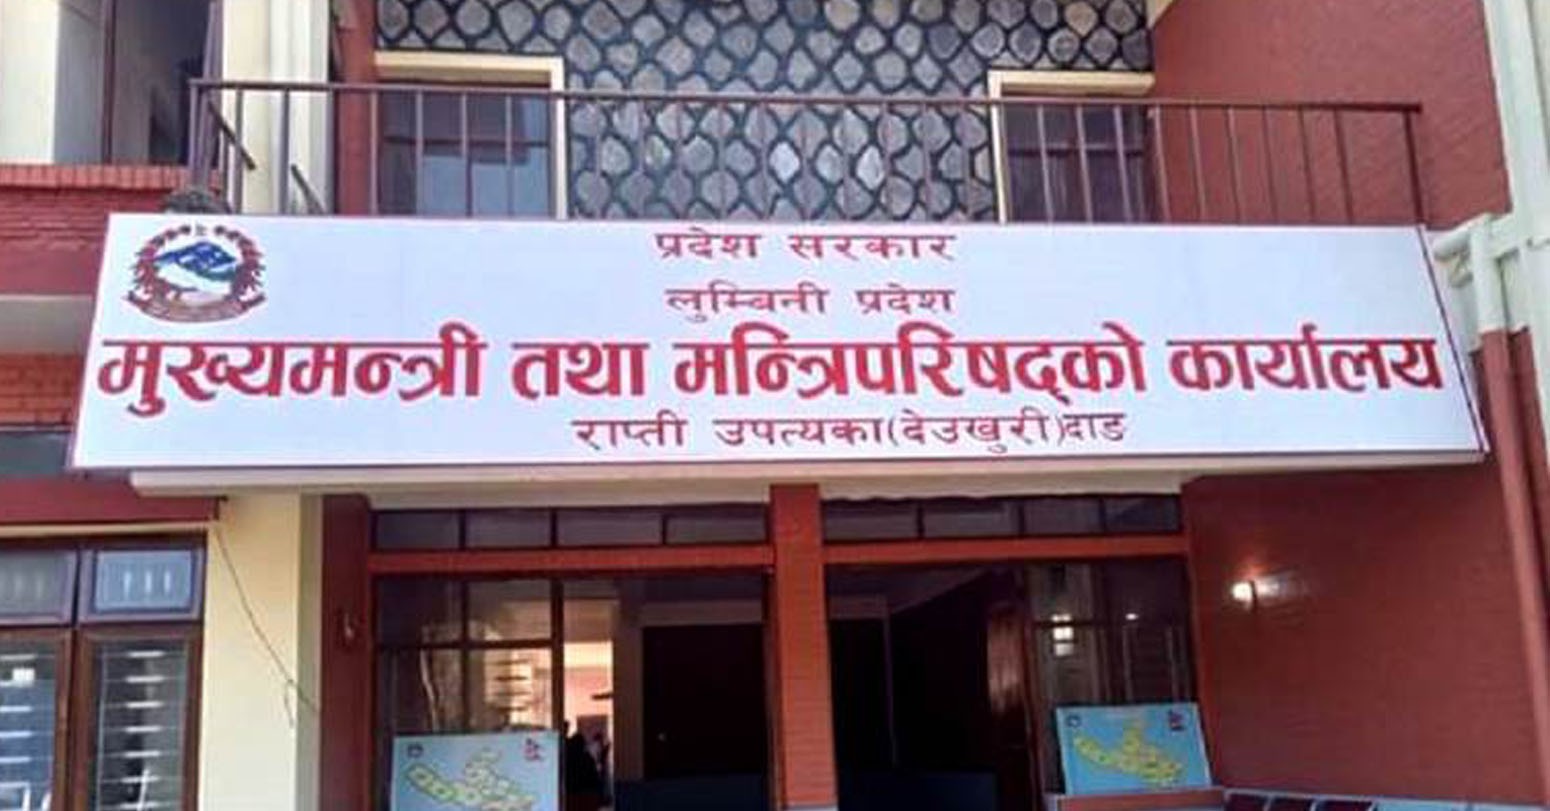 प्रदेश सरकार
लुम्बिनी प्रदेश
मुख्यमन्त्री तथा मन्त्रिपरिषद्को कार्यालय
राप्ती उपत्यका(देउखुरी)दाङ